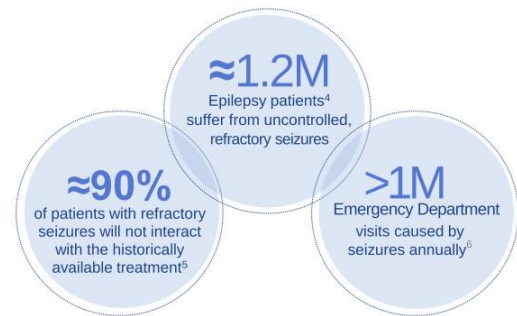 ≈1.2M
Epilepsy patients⁴
suffer from uncontrolled,
refractory seizures
≈90%
of patients with refractory
seizures will not interact
with the historically
available treatment⁵
>1M
Emergency Department
visits caused by
seizures annually⁶